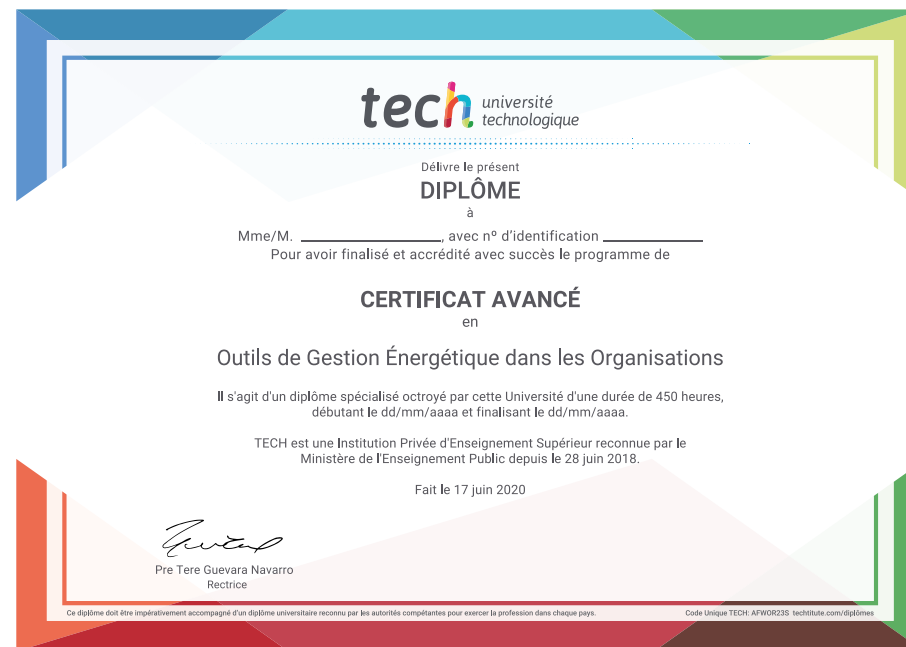 tech université
technologique
Délivre le présent
DIPLÔME
à
Mme/M. ____________________, avec nº d'identification ______________
Pour avoir finalisé et accrédité avec succès le programme de
CERTIFICAT AVANCÉ
en
Outils de Gestion Énergétique dans les Organisations
Il s'agit d'un diplôme spécialisé octroyé par cette Université d'une durée de 450 heures,
débutant le dd/mm/aaaa et finalisant le dd/mm/aaaa.
TECH est une Institution Privée d'Enseignement Supérieur reconnue par le
Ministère de l'Enseignement Public depuis le 28 juin 2018.
Fait le 17 juin 2020
Pre Tere Guevara Navarro
Rectrice
Ce diplôme doit être impérativement accompagné d'un diplôme universitaire reconnu par les autorités compétantes pour exercer la profession dans chaque pays.
Code Unique TECH: AFWOR23S techtitute.com/diplômes